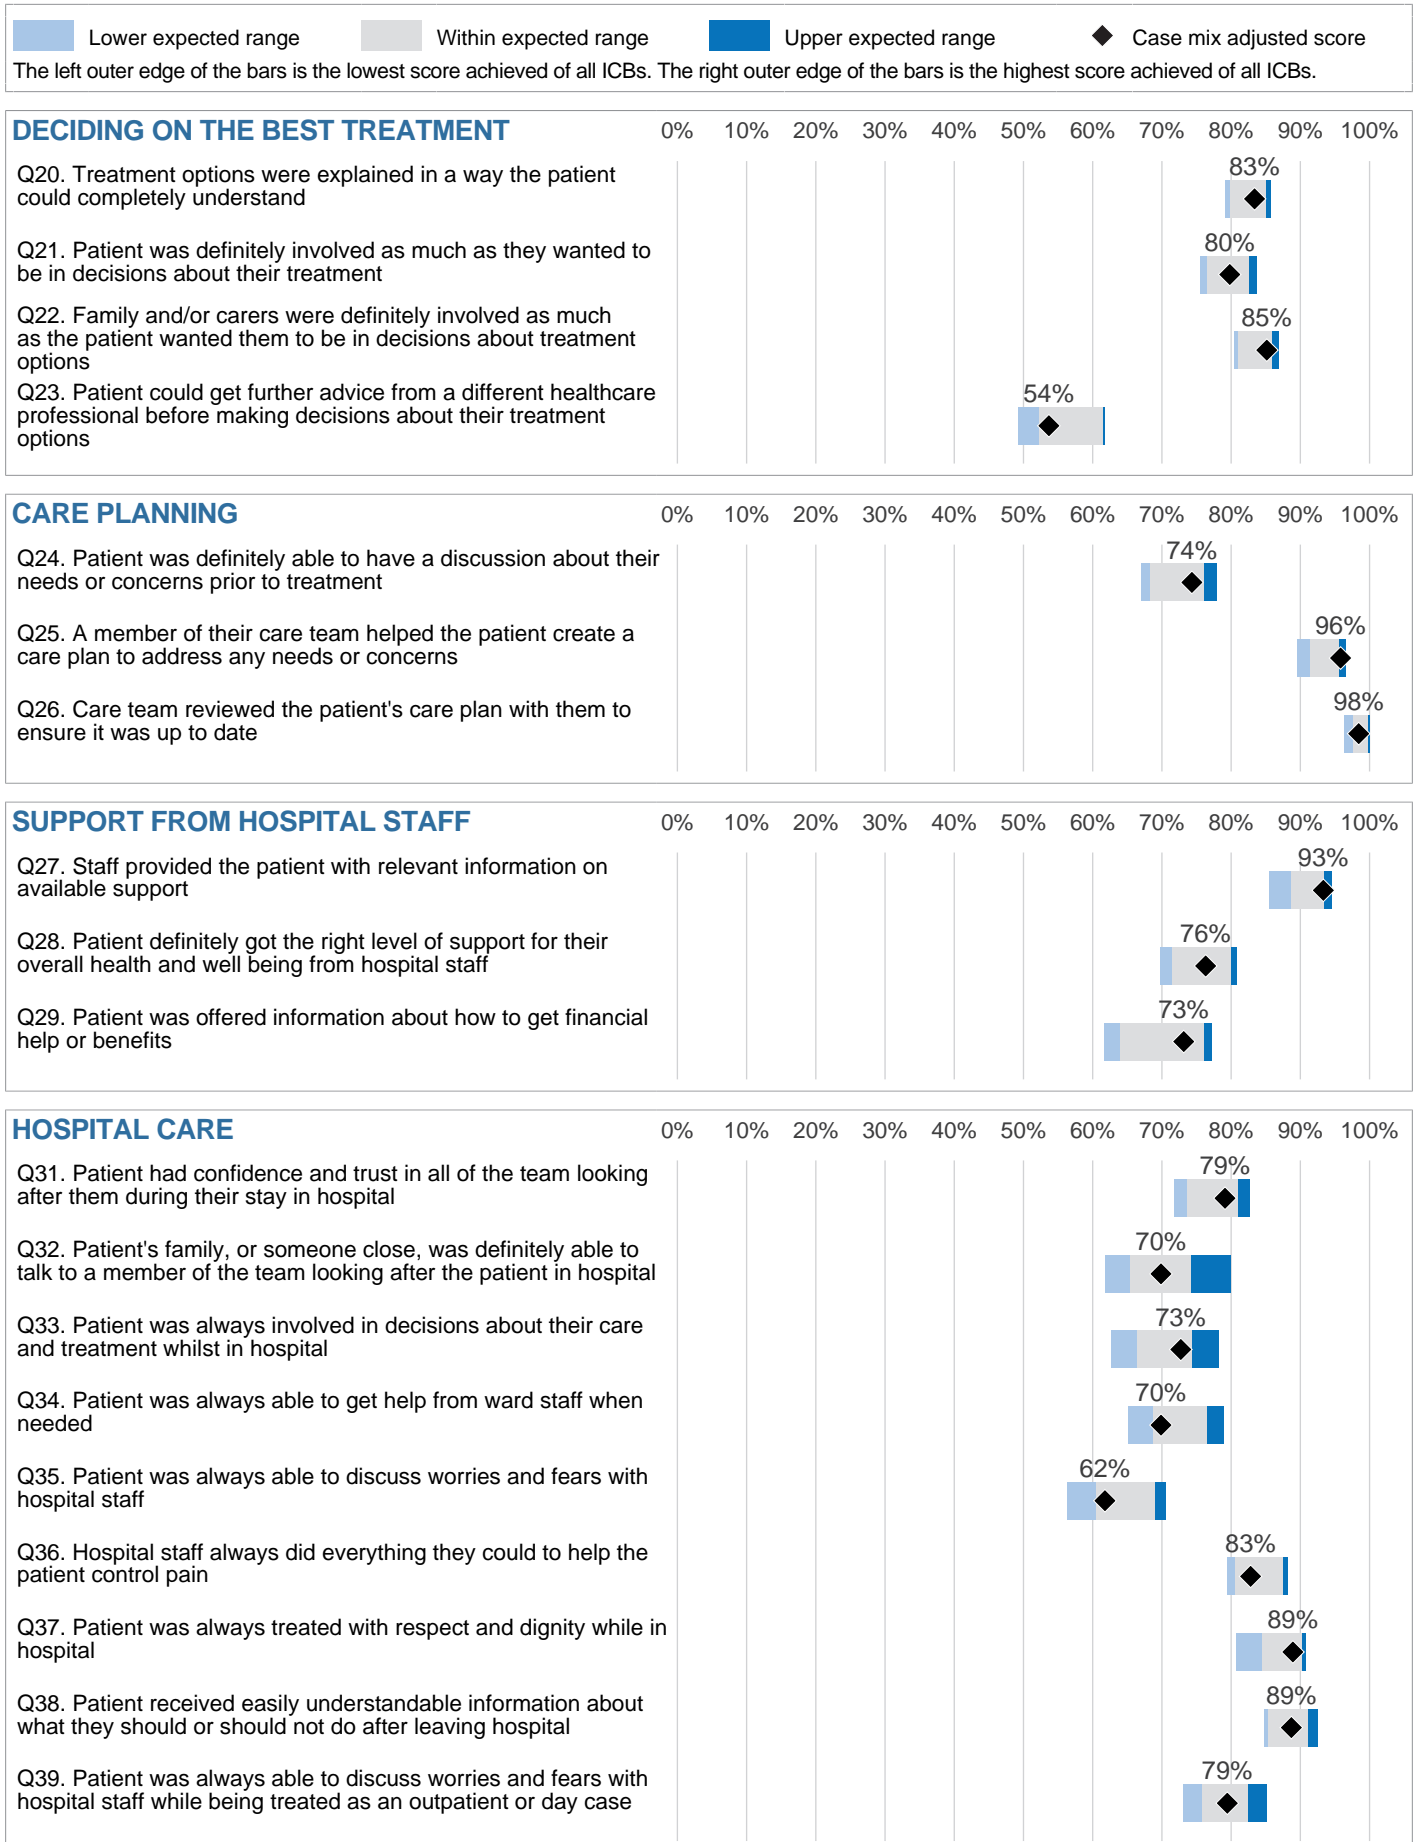 Lower expected range Within expected range Upper expected range Case mix adjusted score
The left outer edge of the bars is the lowest score achieved of all ICBs. The right outer edge of the bars is the highest score achieved of all ICBs.
DECIDING ON THE BEST TREATMENT 0% 10% 20% 30% 40% 50% 60% 70% 80% 90% 100%
Q20. Treatment options were explained in a way the patient
could completely understand
83%
Q21. Patient was definitely involved as much as they wanted to
be in decisions about their treatment
80%
Q22. Family and/or carers were definitely involved as much
as the patient wanted them to be in decisions about treatment
options
85%
Q23. Patient could get further advice from a different healthcare
professional before making decisions about their treatment
options
54%
CARE PLANNING 0% 10% 20% 30% 40% 50% 60% 70% 80% 90% 100%
Q24. Patient was definitely able to have a discussion about their
needs or concerns prior to treatment
74%
Q25. A member of their care team helped the patient create a
care plan to address any needs or concerns
96%
Q26. Care team reviewed the patient's care plan with them to
ensure it was up to date
98%
SUPPORT FROM HOSPITAL STAFF 0% 10% 20% 30% 40% 50% 60% 70% 80% 90% 100%
Q27. Staff provided the patient with relevant information on
available support
93%
Q28. Patient definitely got the right level of support for their
overall health and well being from hospital staff
76%
Q29. Patient was offered information about how to get financial
help or benefits
73%
HOSPITAL CARE 0% 10% 20% 30% 40% 50% 60% 70% 80% 90% 100%
Q31. Patient had confidence and trust in all of the team looking
after them during their stay in hospital
79%
Q32. Patient's family, or someone close, was definitely able to
talk to a member of the team looking after the patient in hospital
70%
Q33. Patient was always involved in decisions about their care
and treatment whilst in hospital
73%
Q34. Patient was always able to get help from ward staff when
needed
70%
Q35. Patient was always able to discuss worries and fears with
hospital staff
62%
Q36. Hospital staff always did everything they could to help the
patient control pain
83%
Q37. Patient was always treated with respect and dignity while in
hospital
89%
Q38. Patient received easily understandable information about
what they should or should not do after leaving hospital
89%
Q39. Patient was always able to discuss worries and fears with
hospital staff while being treated as an outpatient or day case
79%